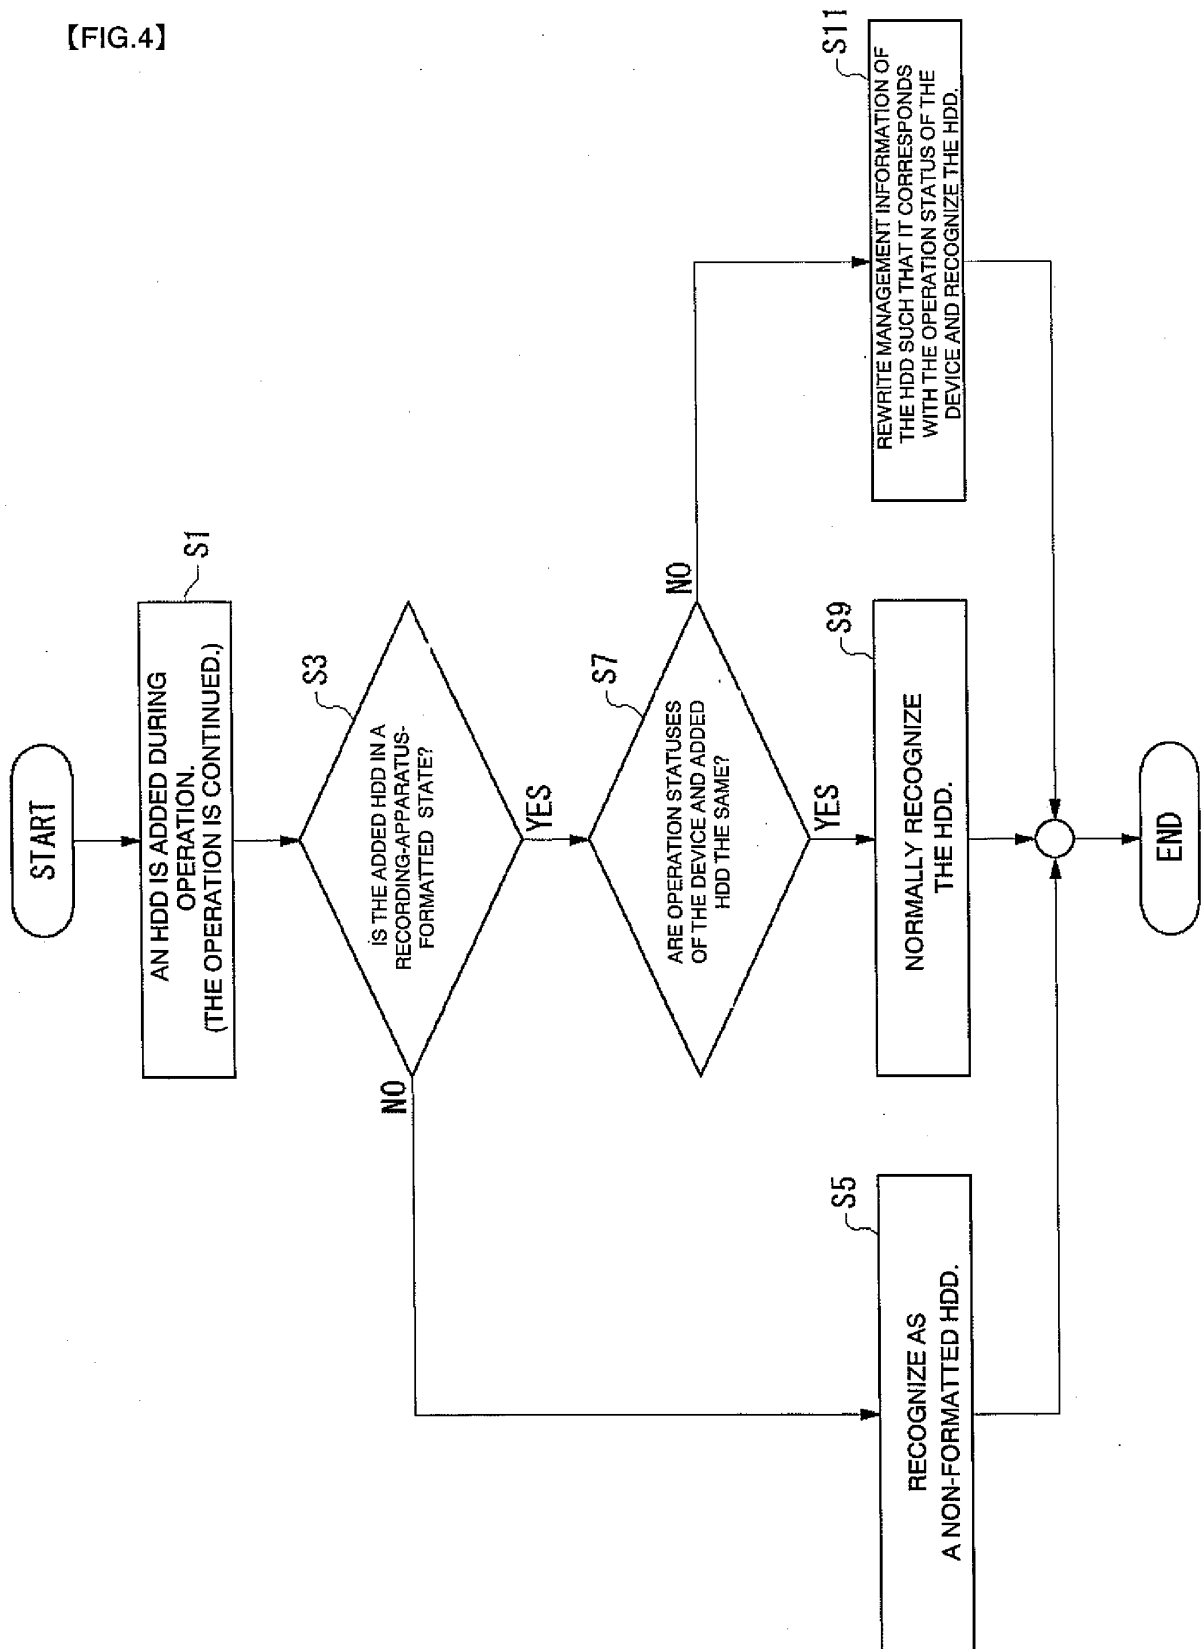 【FIG.4】
START
S1
AN HDD IS ADDED DURING
OPERATION.
(THE OPERATION IS CONTINUED.)
S3
IS THE ADDED HDD IN A
RECORDING-APPARATUS-
FORMATTED STATE?
NO
YES
S7
ARE OPERATION STATUSES
OF THE DEVICE AND ADDED
HDD THE SAME?
NO
YES
S5
RECOGNIZE AS
A NON-FORMATTED HDD.
S9
NORMALLY RECOGNIZE
THE HDD.
S11
REWRITE MANAGEMENT INFORMATION OF
THE HDD SUCH THAT IT CORRESPONDS
WITH THE OPERATION STATUS OF THE
DEVICE AND RECOGNIZE THE HDD.
END